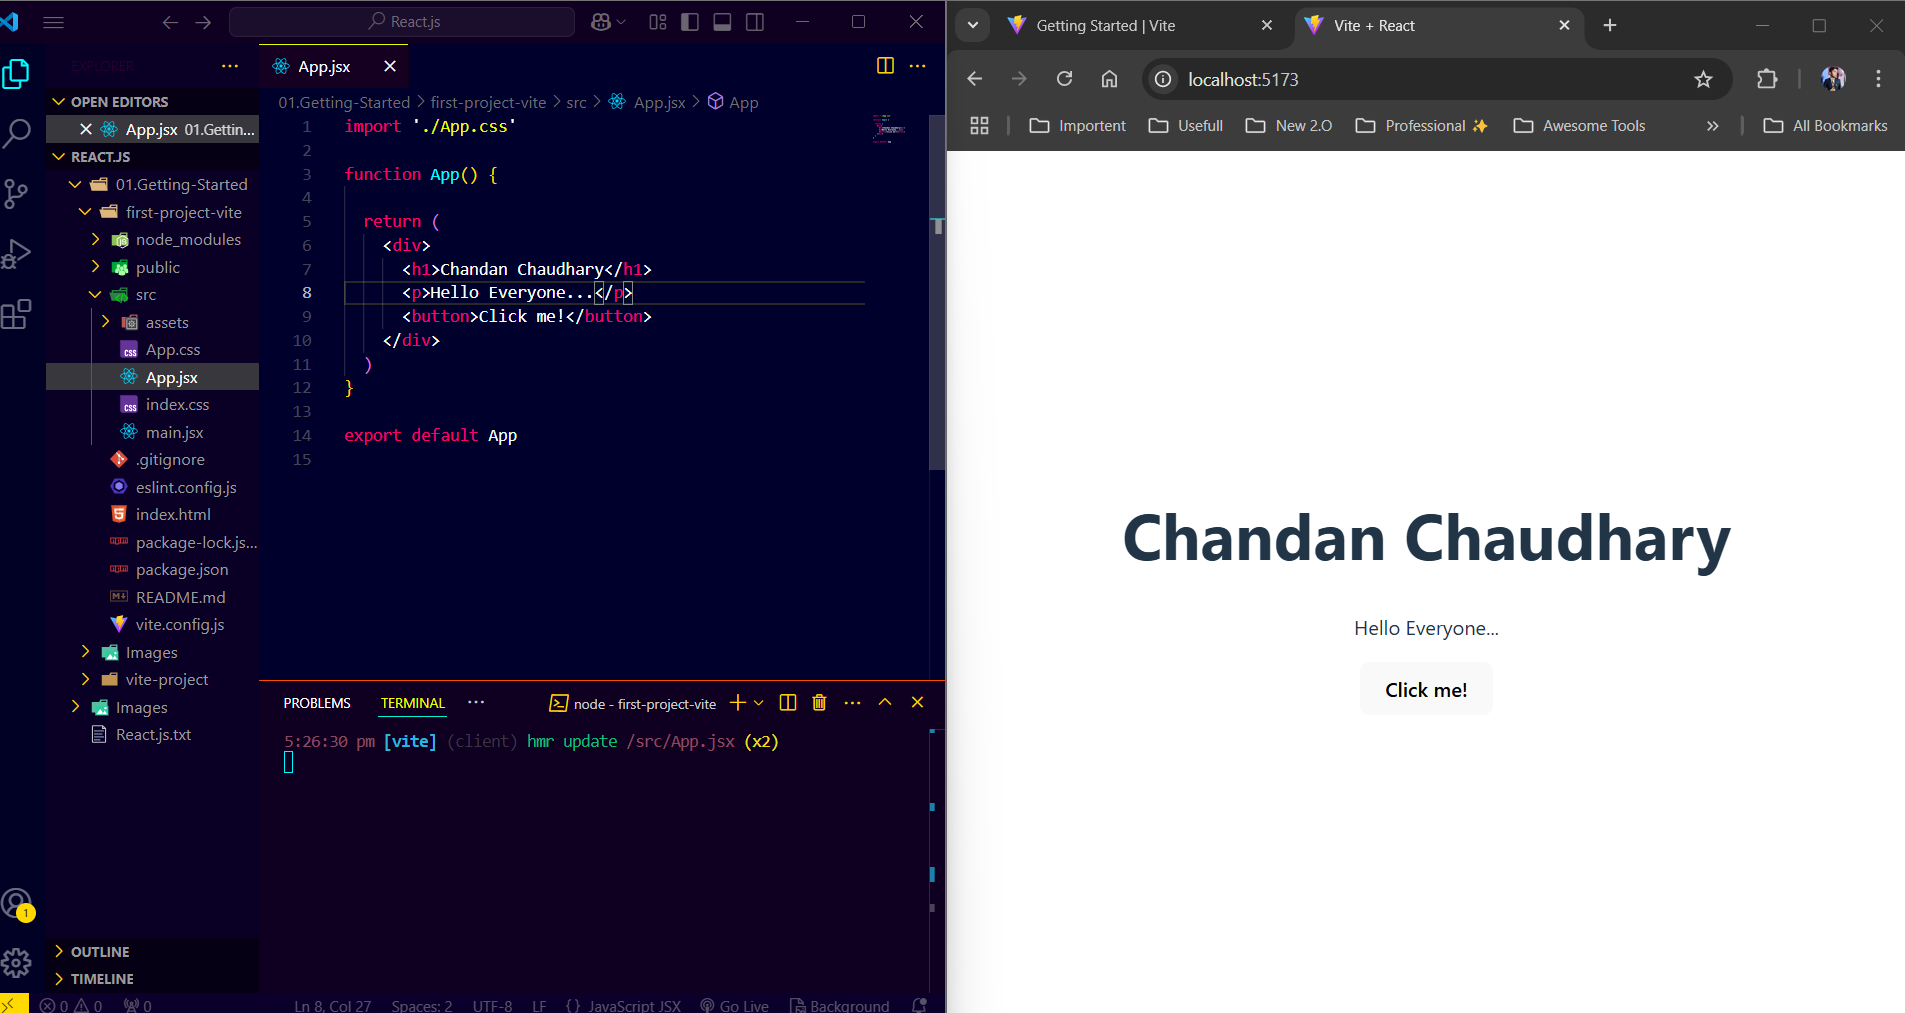 React.js
EXPLORER
OPEN EDITORS
App.jsx 01.Gettin...
REACT.JS
01.Getting-Started
first-project-vite
node_modules
public
src
assets
App.css
App.jsx
index.css
main.jsx
.gitignore
eslint.config.js
index.html
package-lock.js...
package.json
README.md
vite.config.js
Images
vite-project
Images
React.js.txt
1
OUTLINE
TIMELINE
App.jsx
01.Getting-Started > first-project-vite > src > App.jsx > App
1 import './App.css'
2
3 function App() {
4
5 return (
6 <div>
7 <h1>Chandan Chaudhary</h1>
8 <p>Hello Everyone...</p>
9 <button>Click me!</button>
10 </div>
11 )
12 }
13
14 export default App
15
PROBLEMS TERMINAL ... node - first-project-vite
5:26:30 pm [vite] (client) hmr update /src/App.jsx (x2)
0 0 0 Ln 8, Col 27 Spaces: 2 UTF-8 LF {} JavaScript JSX Go Live Background
Getting Started | Vite
Vite + React
localhost:5173
Importent Usefull New 2.O Professional ✨ Awesome Tools » All Bookmarks
Chandan Chaudhary
Hello Everyone...
Click me!